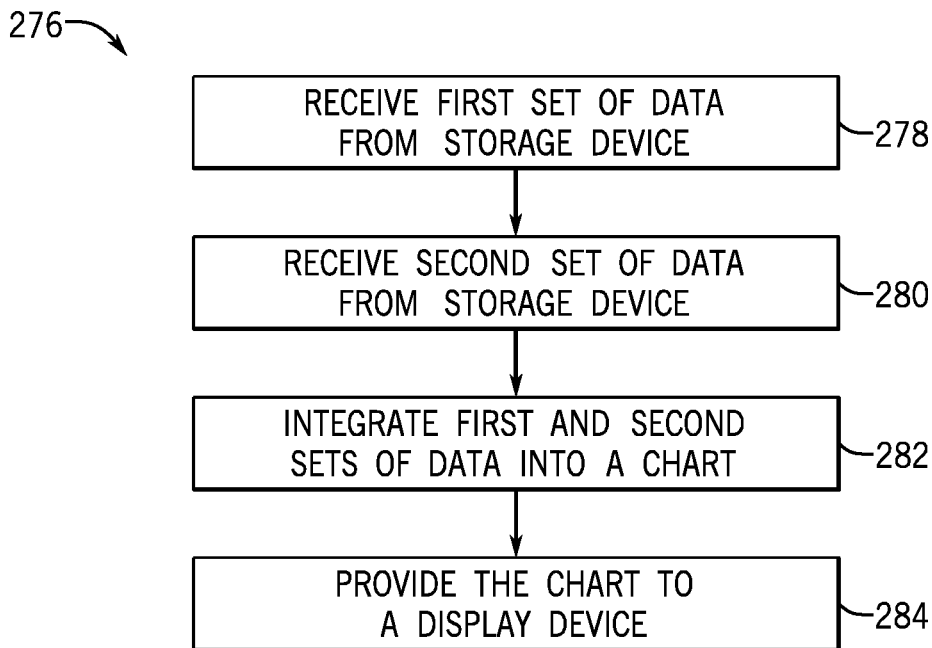 276
RECEIVE FIRST SET OF DATA
FROM STORAGE DEVICE
278
RECEIVE SECOND SET OF DATA
FROM STORAGE DEVICE
280
INTEGRATE FIRST AND SECOND
SETS OF DATA INTO A CHART
282
PROVIDE THE CHART TO
A DISPLAY DEVICE
284